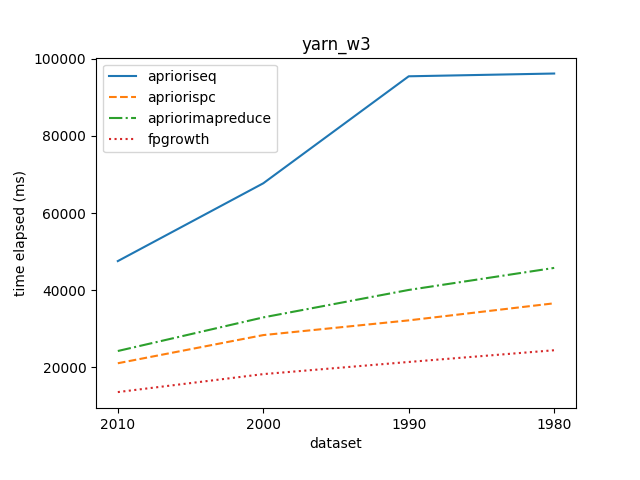 yarn_w3
100000
80000
60000
40000
20000
time elapsed (ms)
aprioriseq
apriorispc
apriorimapreduce
fpgrowth
2010 2000 1990 1980
dataset